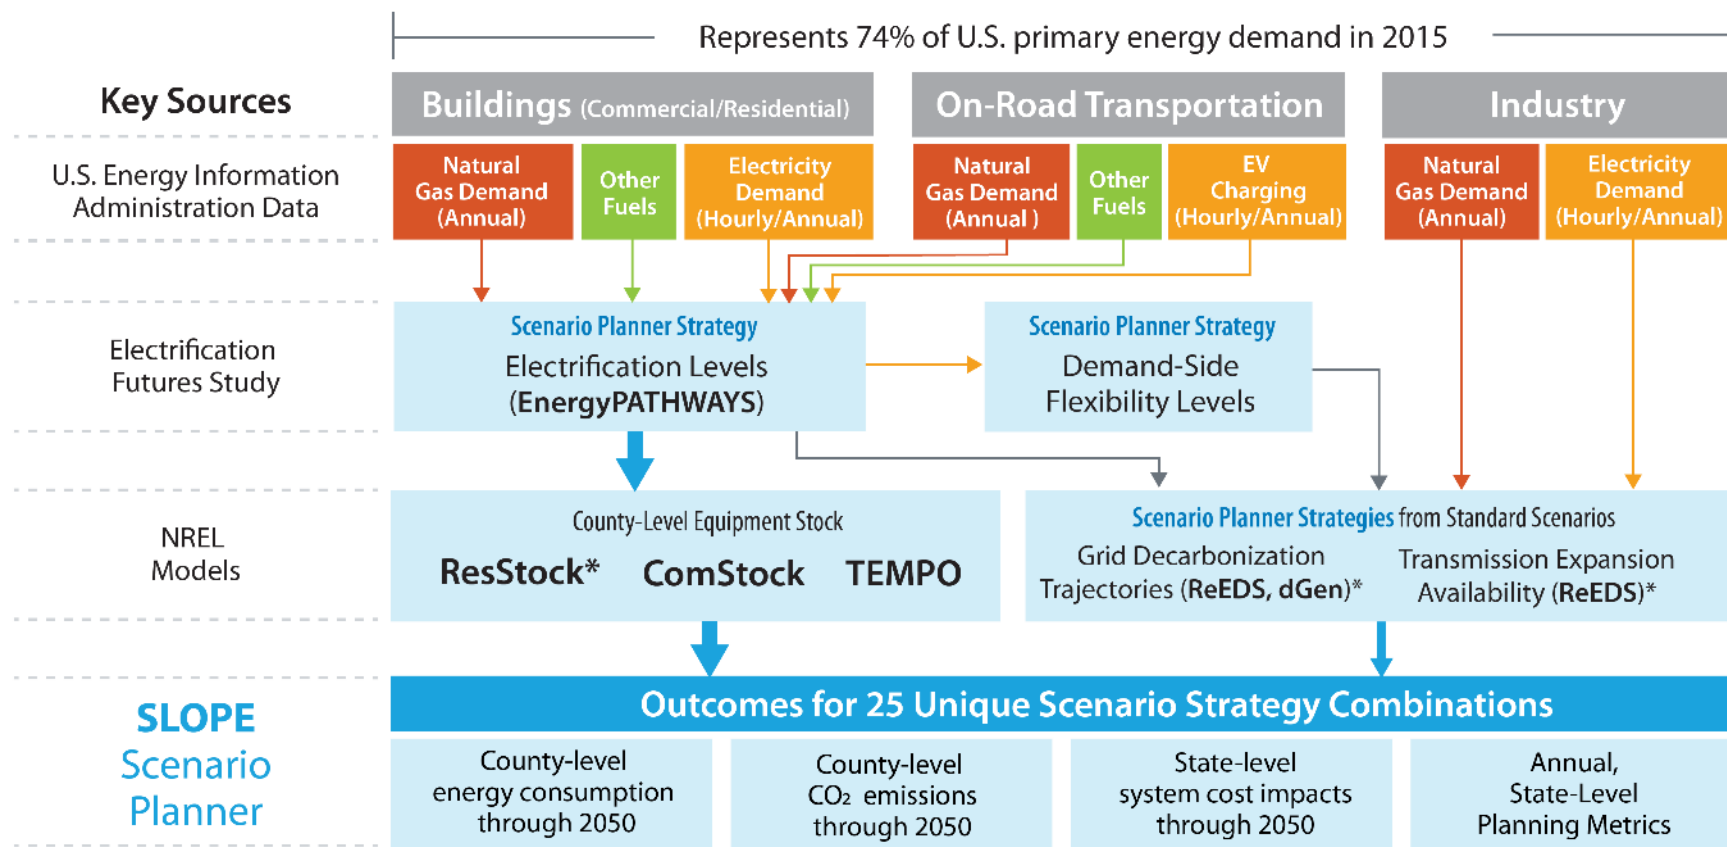 Represents 74% of U.S. primary energy demand in 2015
Key Sources
Buildings (Commercial/Residential)
On-Road Transportation
Industry
U.S. Energy Information
Administration Data
Natural
Gas Demand
(Annual)
Other
Fuels
Electricity
Demand
(Hourly/Annual)
Natural
Gas Demand
(Annual )
Other
Fuels
EV
Charging
(Hourly/Annual)
Natural
Gas Demand
(Annual)
Electricity
Demand
(Hourly/Annual)
Electrification
Futures Study
Scenario Planner Strategy
Electrification Levels
(EnergyPATHWAYS)
Scenario Planner Strategy
Demand-Side
Flexibility Levels
NREL
Models
County-Level Equipment Stock
ResStock* ComStock TEMPO
Scenario Planner Strategies from Standard Scenarios
Grid Decarbonization
Trajectories (ReEDS, dGen)*
Transmission Expansion
Availability (ReEDS)*
SLOPE
Scenario
Planner
Outcomes for 25 Unique Scenario Strategy Combinations
County-level
energy consumption
through 2050
County-level
CO₂ emissions
through 2050
State-level
system cost impacts
through 2050
Annual,
State-Level
Planning Metrics